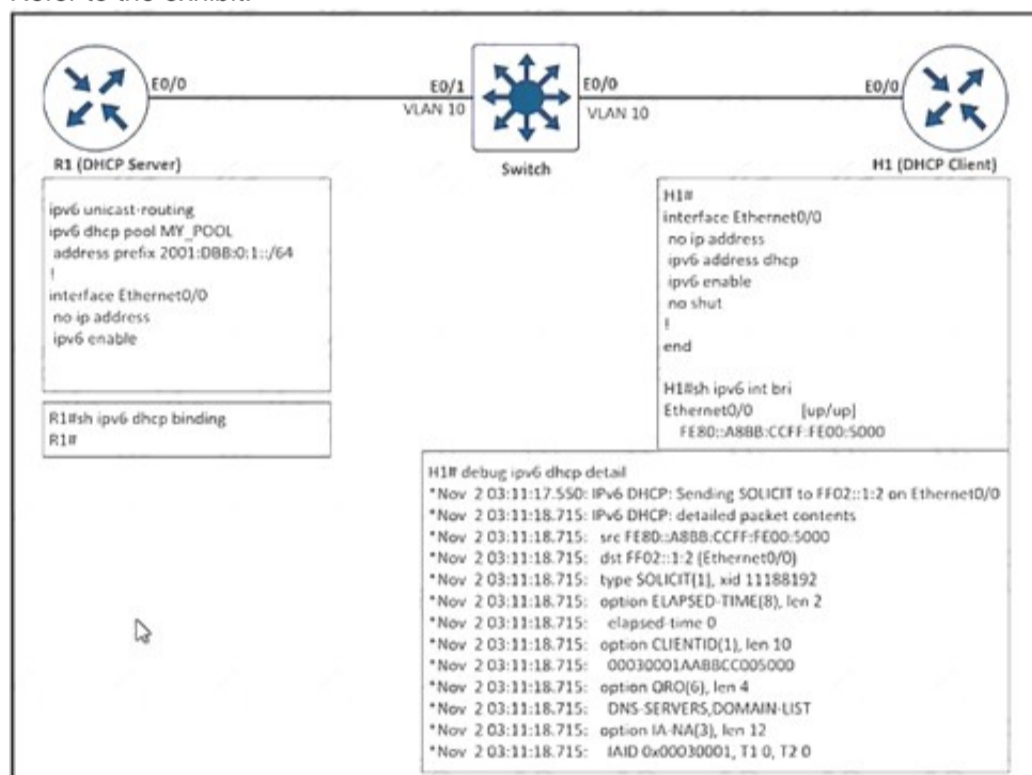 Refer to the exhibit.
E0/0
E0/1
VLAN 10
E0/0
VLAN 10
E0/0
R1 (DHCP Server)
Switch
H1 (DHCP Client)
ipv6 unicast-routing
ipv6 dhcp pool MY_POOL
address prefix 2001:DBB:0:1::/64
!
interface Ethernet0/0
no ip address
ipv6 enable
R1#sh ipv6 dhcp binding
R1#
H1#
interface Ethernet0/0
no ip address
ipv6 address dhcp
ipv6 enable
no shut
!
end
H1#sh ipv6 int bri
Ethernet0/0 [up/up]
FE80::A8BB:CCFF:FE00:5000
H1# debug ipv6 dhcp detail
*Nov 2 03:11:17.550: IPv6 DHCP: Sending SOLICIT to FF02::1:2 on Ethernet0/0
*Nov 2 03:11:18.715: IPv6 DHCP: detailed packet contents
*Nov 2 03:11:18.715: src FE80::A8BB:CCFF:FE00:5000
*Nov 2 03:11:18.715: dst FF02::1:2 (Ethernet0/0)
*Nov 2 03:11:18.715: type SOLICIT(1), xid 11188192
*Nov 2 03:11:18.715: option ELAPSED-TIME(8), len 2
*Nov 2 03:11:18.715: elapsed-time 0
*Nov 2 03:11:18.715: option CLIENTID(1), len 10
*Nov 2 03:11:18.715: 00030001AABBCC005000
*Nov 2 03:11:18.715: option ORO(6), len 4
*Nov 2 03:11:18.715: DNS-SERVERS,DOMAIN-LIST
*Nov 2 03:11:18.715: option IA-NA(3), len 12
*Nov 2 03:11:18.715: IAID 0x00030001, T1 0, T2 0